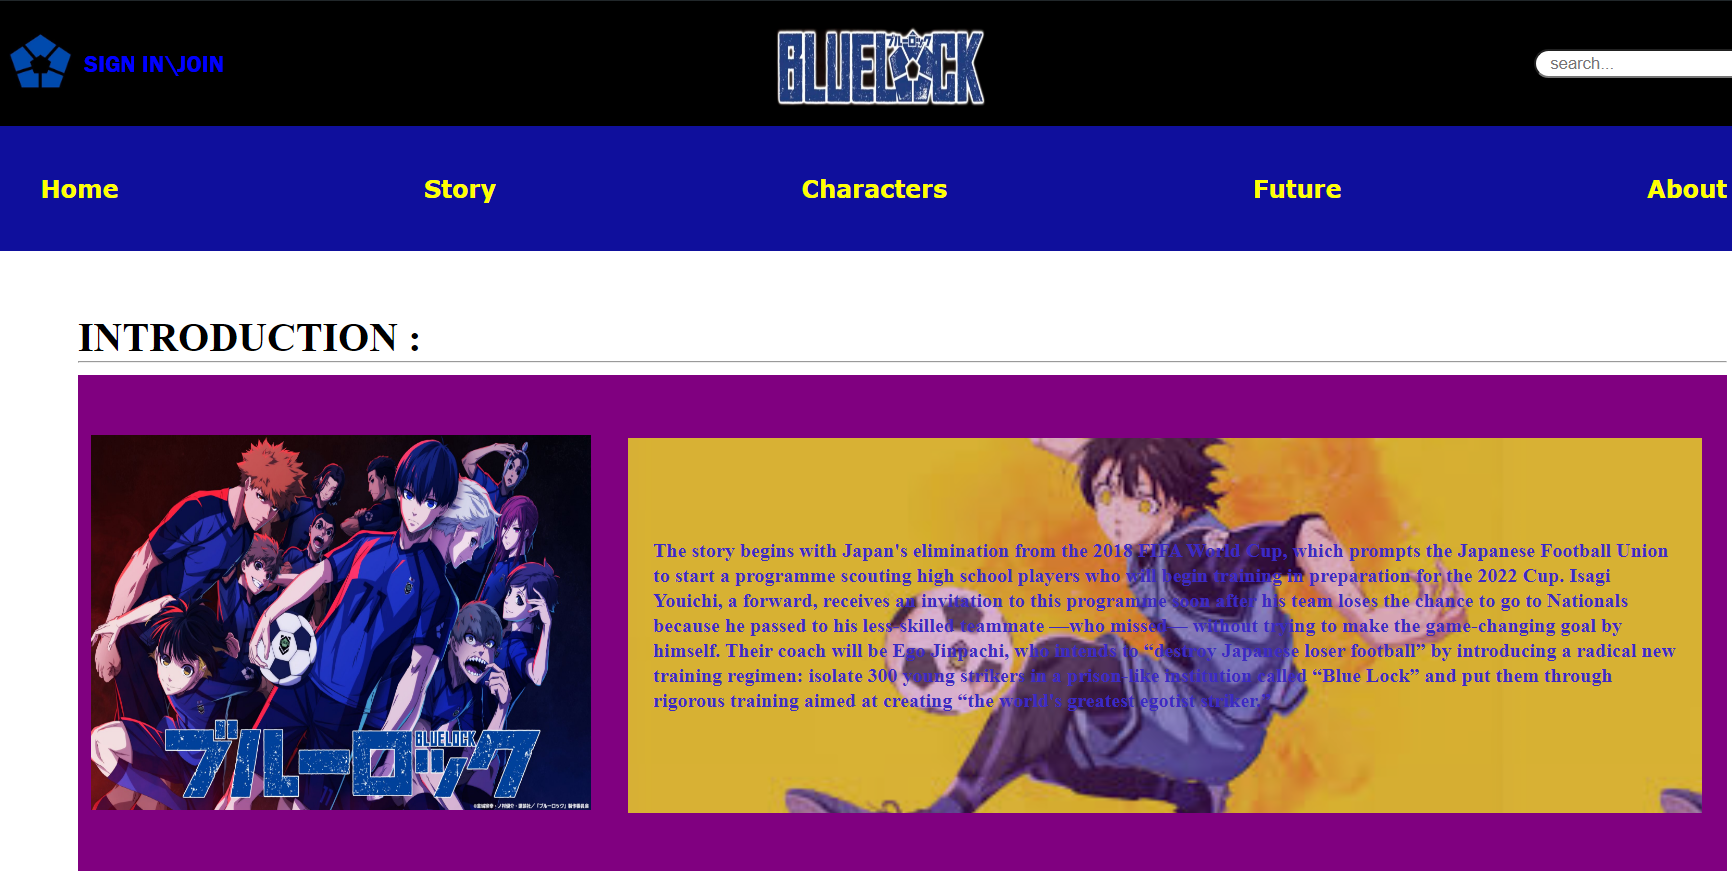 SIGN IN\JOIN
ブルーロック
BLUELOCK
search...
Home
Story
Characters
Future
About
INTRODUCTION :
The story begins with Japan's elimination from the 2018 FIFA World Cup, which prompts the Japanese Football Union
to start a programme scouting high school players who will begin training in preparation for the 2022 Cup. Isagi
Youichi, a forward, receives an invitation to this programme soon after his team loses the chance to go to Nationals
because he passed to his less-skilled teammate —who missed— without trying to make the game-changing goal by
himself. Their coach will be Ego Jinpachi, who intends to “destroy Japanese loser football” by introducing a radical new
training regimen: isolate 300 young strikers in a prison-like institution called “Blue Lock” and put them through
rigorous training aimed at creating “the world's greatest egotist striker.”
BLUELOCK
ブルーロック